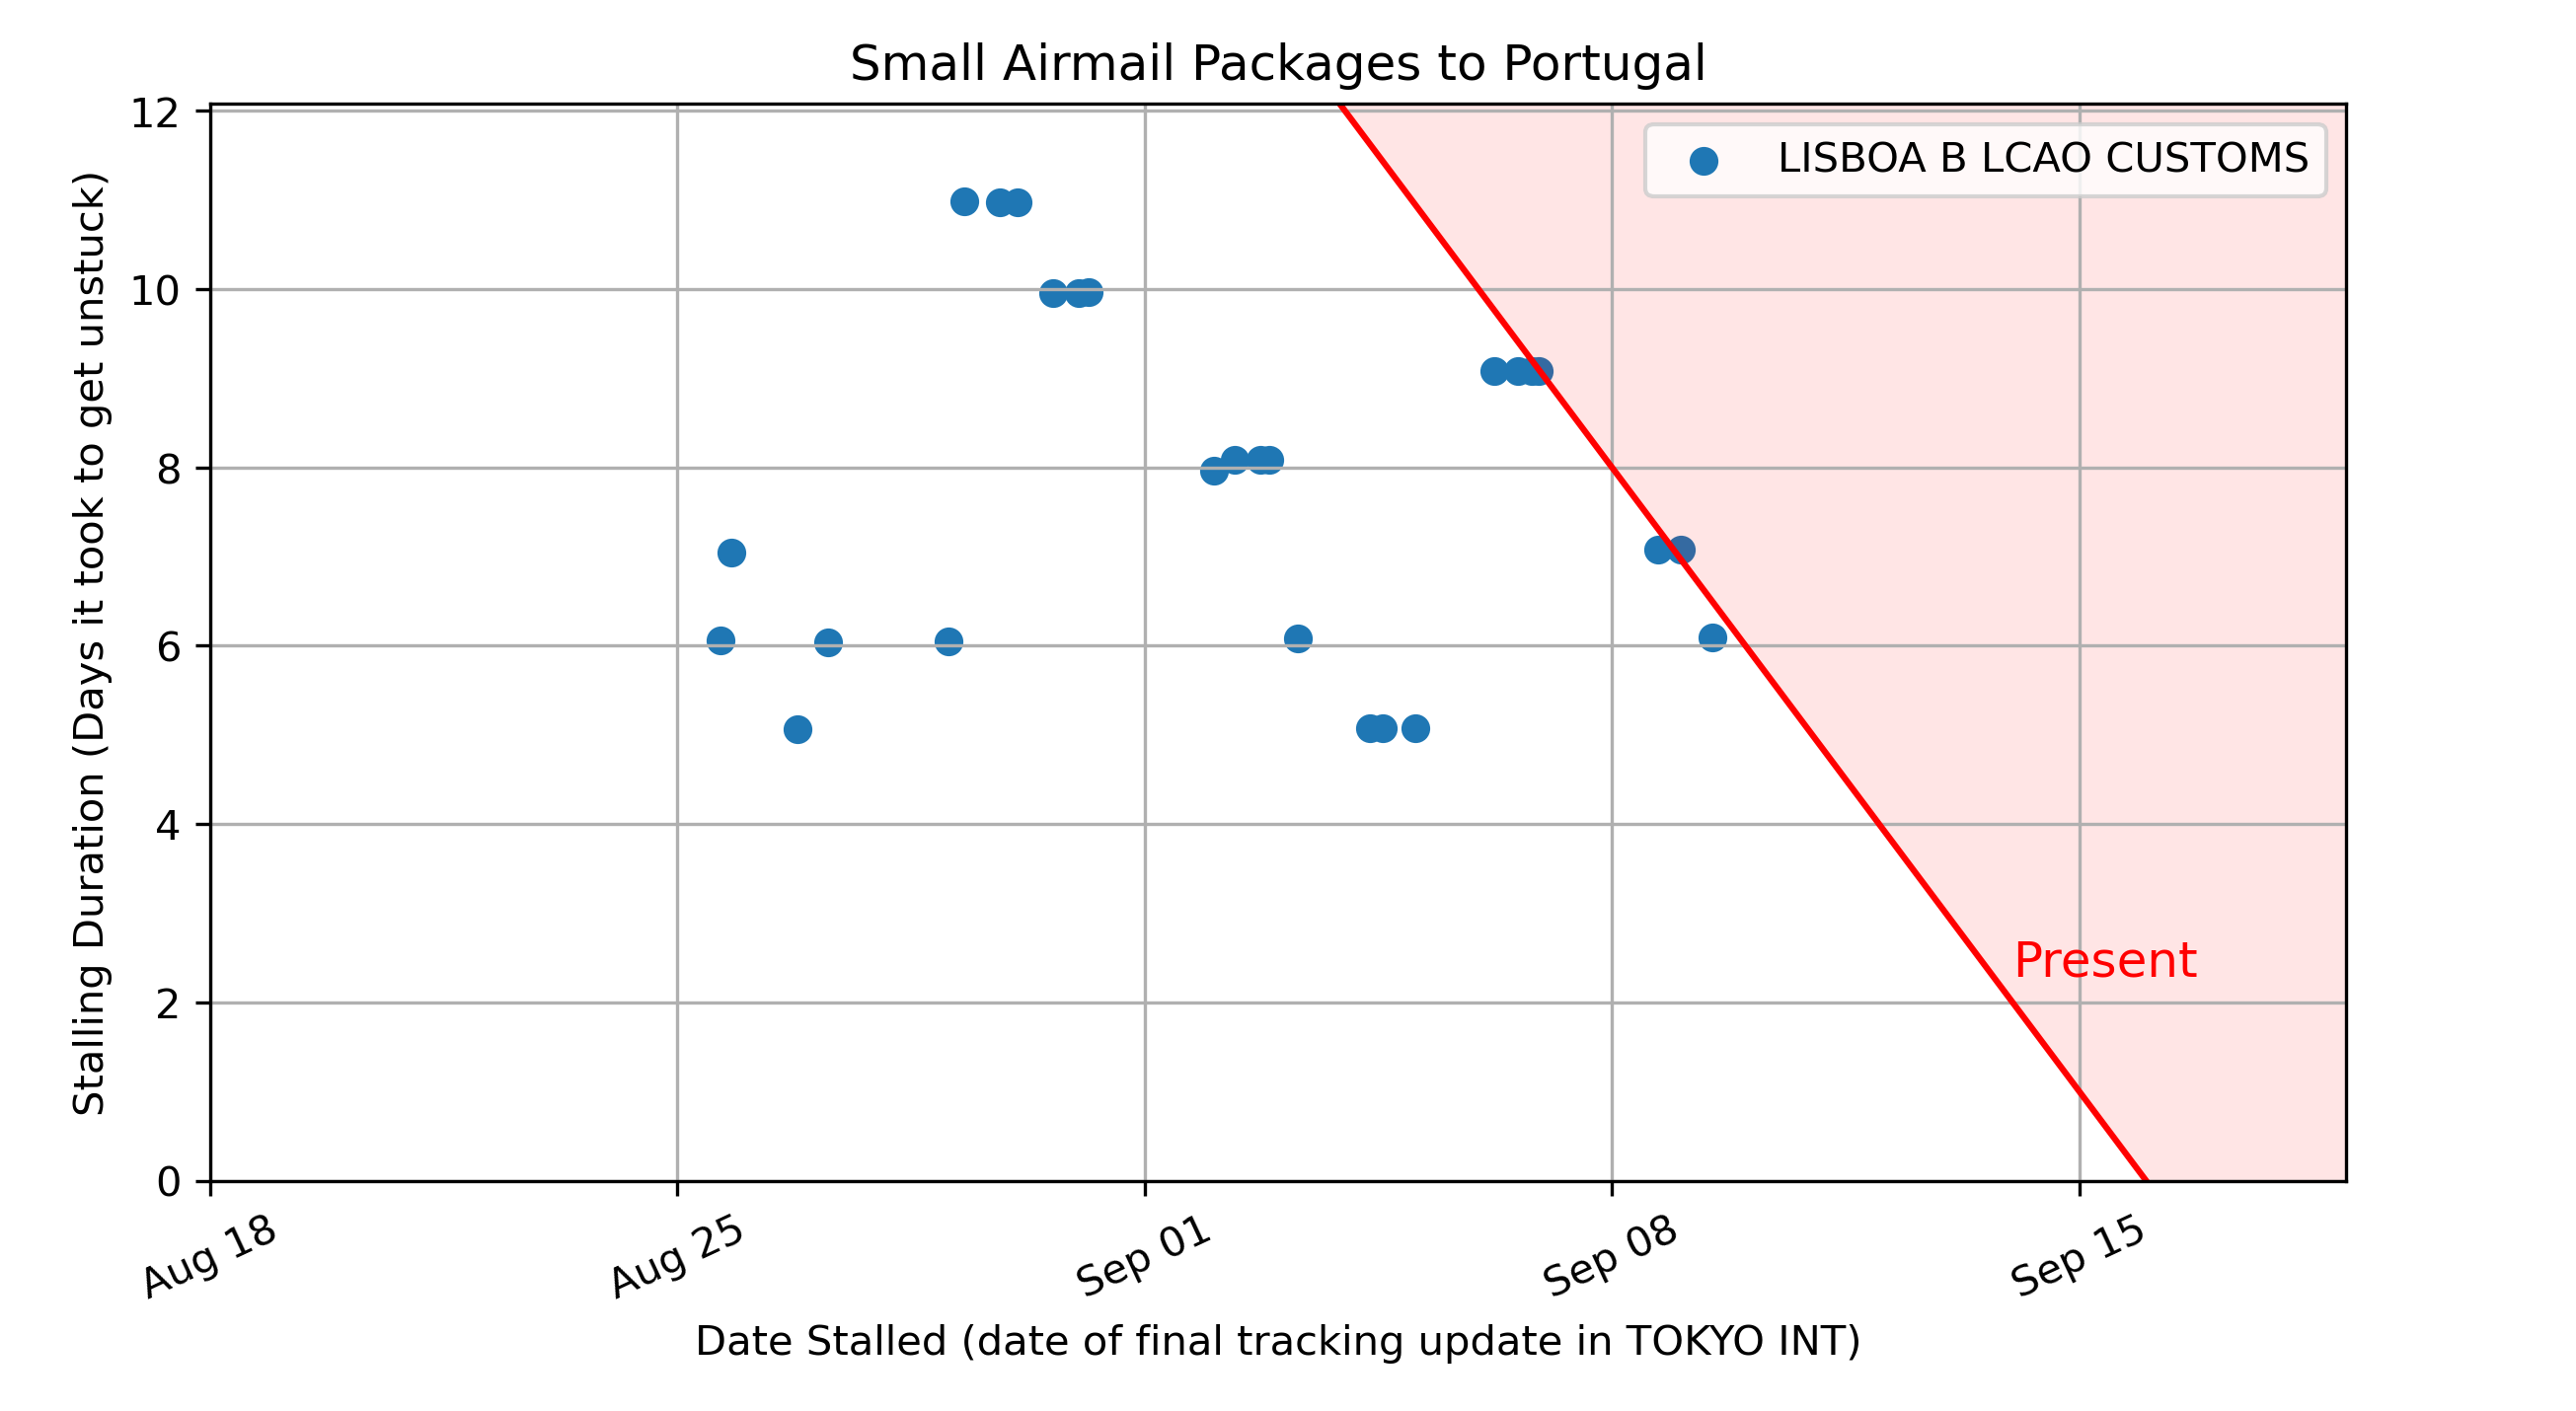 Small Airmail Packages to Portugal
LISBOA B LCAO CUSTOMS
Stalling Duration (Days it took to get unstuck)
12
10
8
6
4
2
0
Present
Aug 18
Aug 25
Sep 01
Sep 08
Sep 15
Date Stalled (date of final tracking update in TOKYO INT)